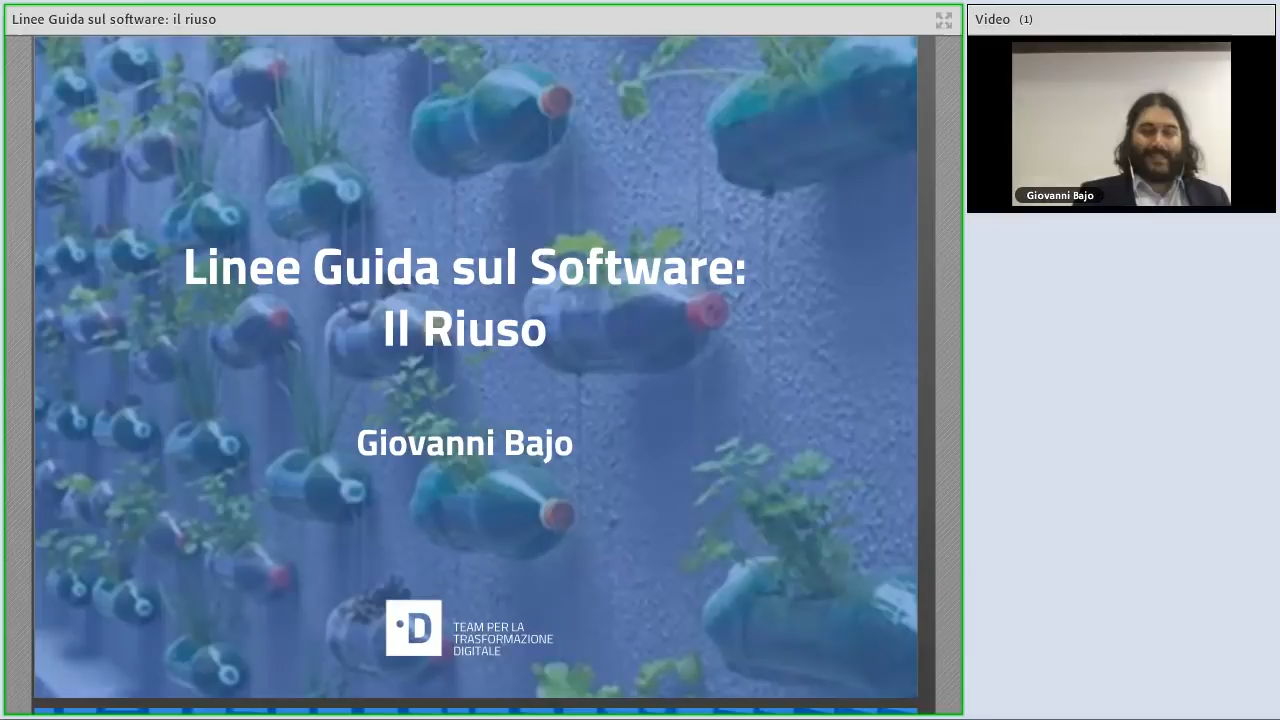 Linee Guida sul software: il riuso
Video (1)
Giovanni Bajo
Linee Guida sul Software:
Il Riuso
Giovanni Bajo
D
TEAM PER LA
TRASFORMAZIONE
DIGITALE